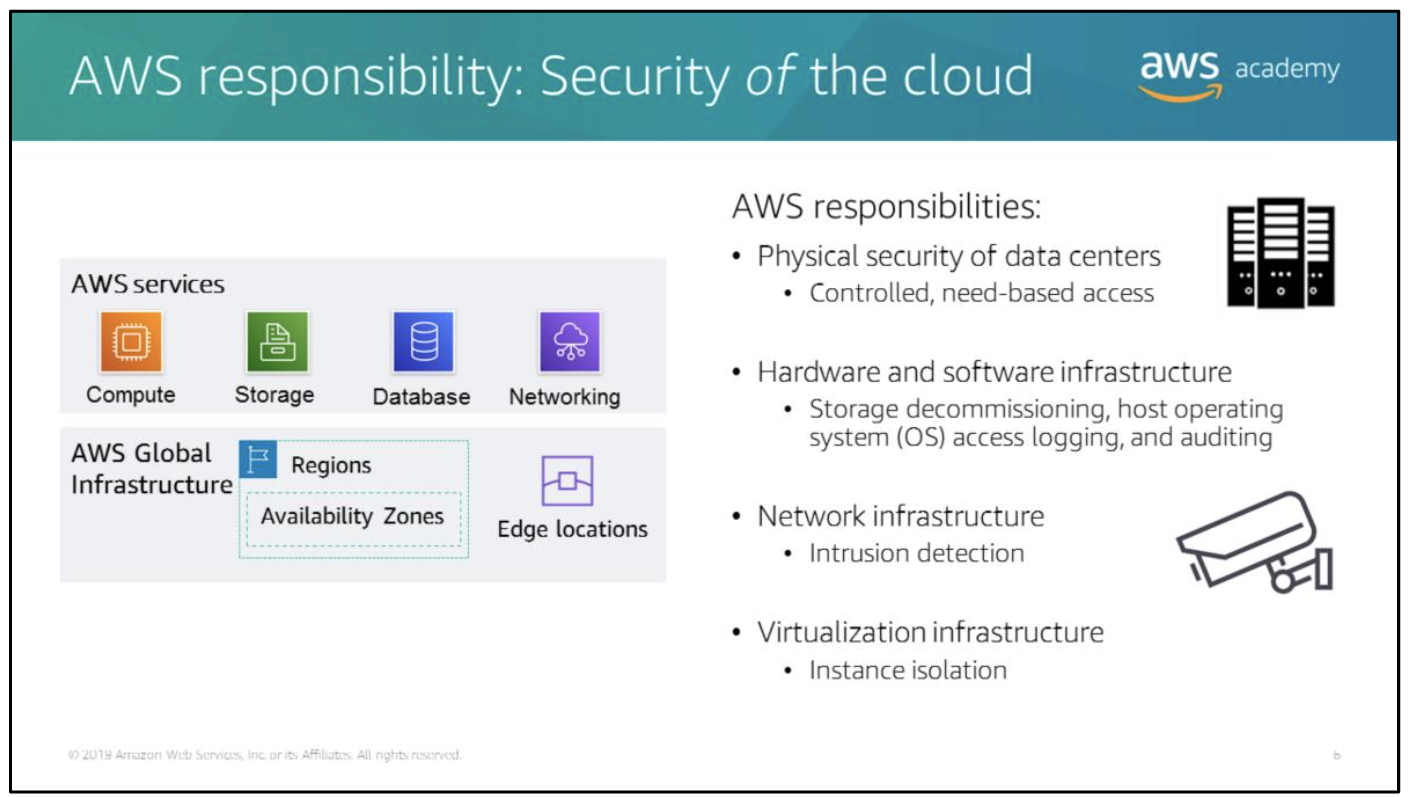 AWS responsibility: Security of the cloud
aws academy
AWS services
Compute
Storage
Database
Networking
AWS Global
Infrastructure
Regions
Availability Zones
Edge locations
AWS responsibilities:
• Physical security of data centers
• Controlled, need-based access
• Hardware and software infrastructure
• Storage decommissioning, host operating
system (OS) access logging, and auditing
• Network infrastructure
• Intrusion detection
• Virtualization infrastructure
• Instance isolation
© 2019 Amazon Web Services, Inc. or its Affiliates. All rights reserved.
6